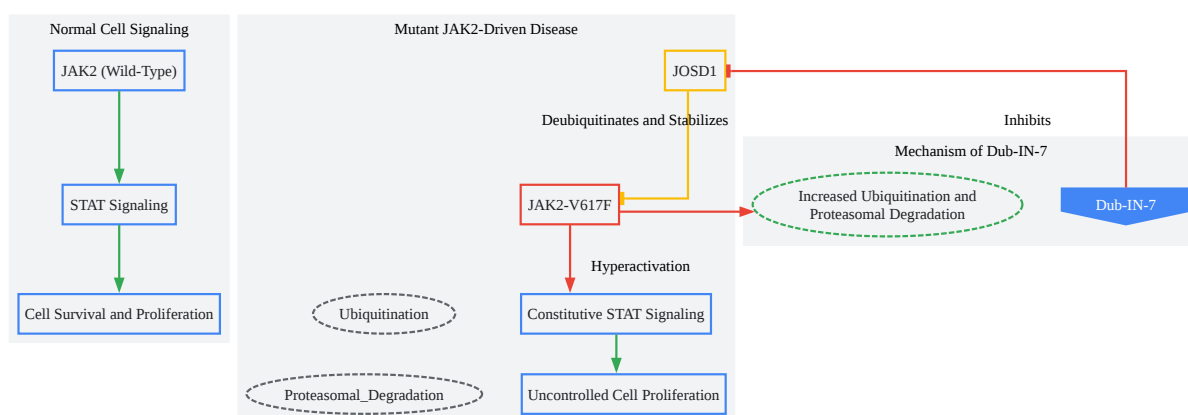 Normal Cell Signaling
JAK2 (Wild-Type)
STAT Signaling
Cell Survival and Proliferation
Mutant JAK2-Driven Disease
JOSD1
Deubiquitinates and Stabilizes
JAK2-V617F
Hyperactivation
Ubiquitination
Constitutive STAT Signaling
Proteasomal_Degradation
Uncontrolled Cell Proliferation
Inhibits
Mechanism of Dub-IN-7
Increased Ubiquitination and
Proteasomal Degradation
Dub-IN-7